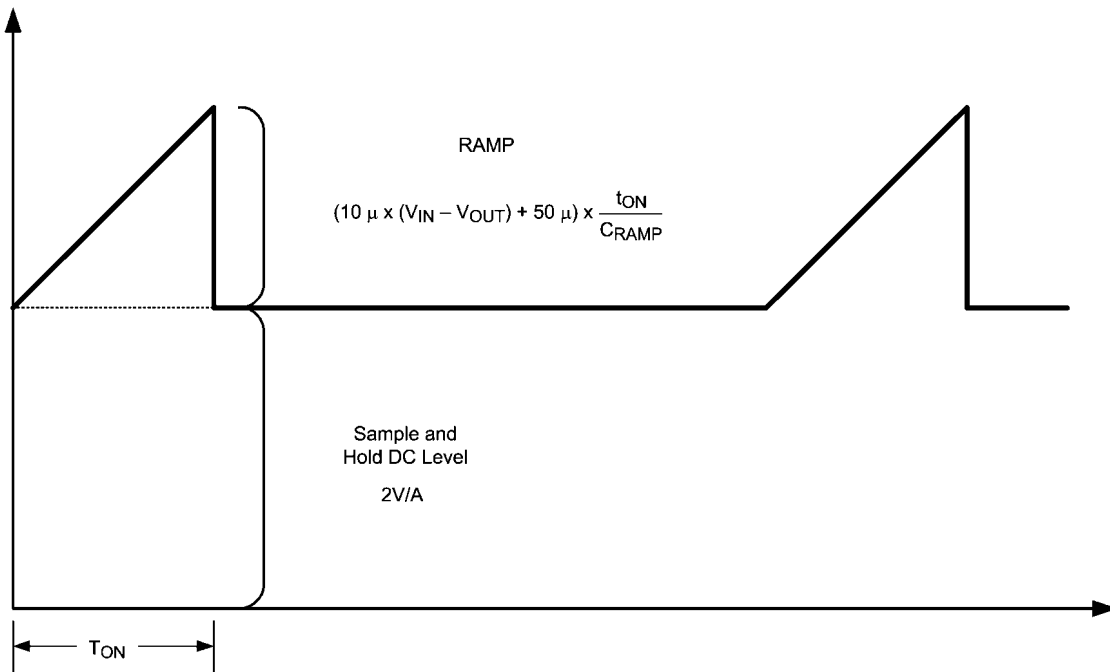 RAMP
(10 μ x (VIN – VOUT) + 50 μ) x tON
CRAMP
Sample and
Hold DC Level
2V/A
TON